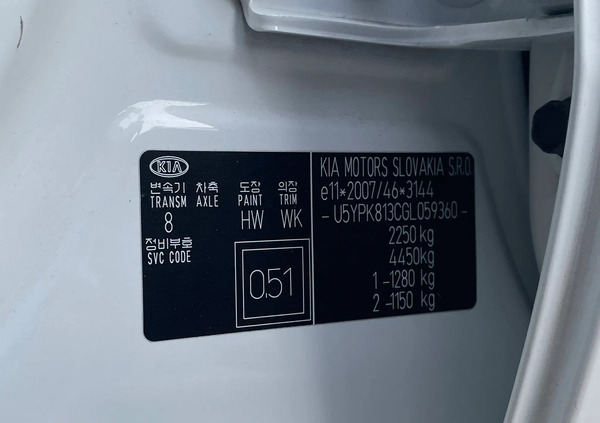 KIA
변속기 차축 도장 의장
TRANSM AXLE PAINT TRIM
8 HW WK
정비부호
SVC CODE
0.51
KIA MOTORS SLOVAKIA S.R.O.
e11*2007/46*3144
- U5YPK813CGL059360 -
2250 kg
4450kg
1 -1280 kg
2 -1150 kg